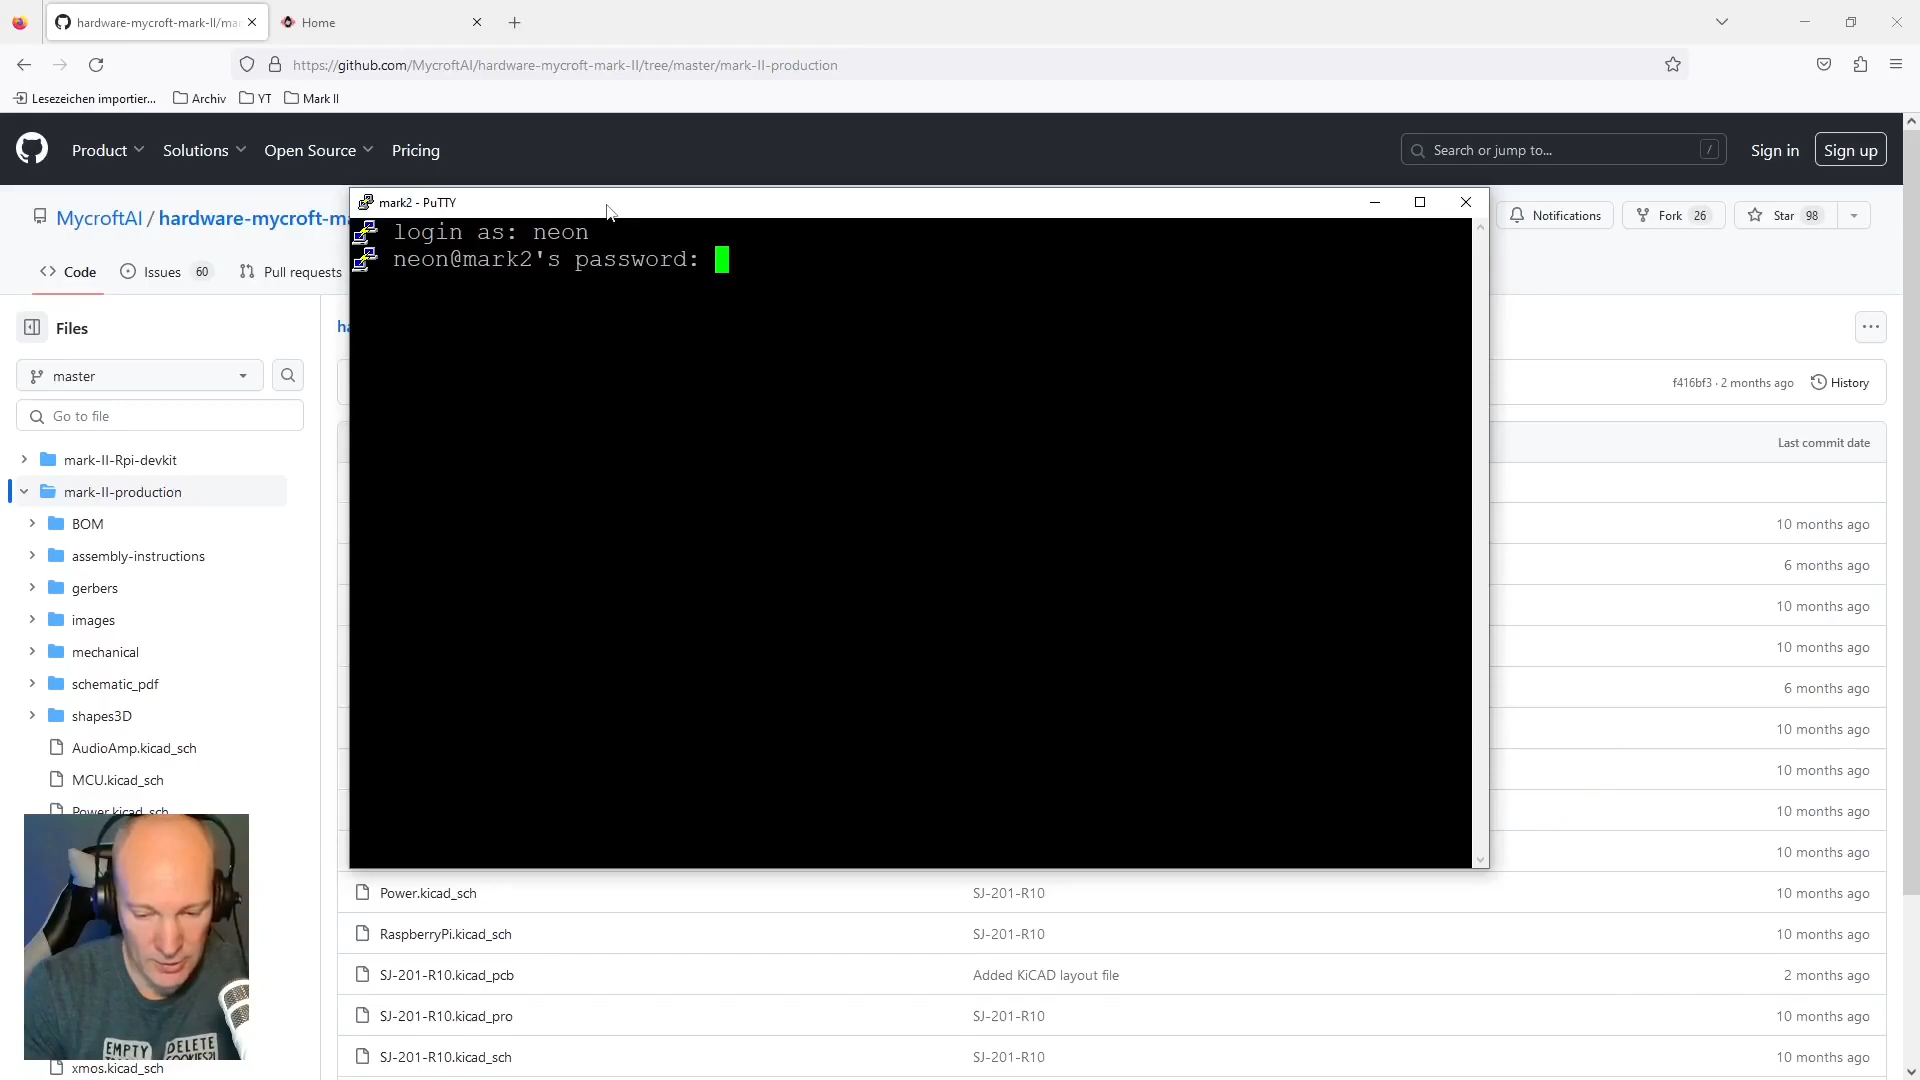 hardware-mycroft-mark-II/mar
Home
https://github.com/MycroftAI/hardware-mycroft-mark-II/tree/master/mark-II-production
Lesezeichen importier...
Archiv
YT
Mark II
Product
Solutions
Open Source
Pricing
Search or jump to...
/
Sign in
Sign up
mark2 - PuTTY
MycroftAI / hardware-mycroft-ma
Notifications
Fork 26
Star 98
login as: neon
neon@mark2's password:
Code
Issues 60
Pull requests
Files
ha
master
f416bf3 · 2 months ago
History
Go to file
Last commit date
mark-II-Rpi-devkit
mark-II-production
BOM
10 months ago
assembly-instructions
6 months ago
gerbers
10 months ago
images
10 months ago
mechanical
6 months ago
schematic_pdf
10 months ago
shapes3D
10 months ago
AudioAmp.kicad_sch
10 months ago
MCU.kicad_sch
10 months ago
Power.kicad_sch
Power.kicad_sch SJ-201-R10 10 months ago
RaspberryPi.kicad_sch SJ-201-R10 10 months ago
SJ-201-R10.kicad_pcb Added KiCAD layout file 2 months ago
SJ-201-R10.kicad_pro SJ-201-R10 10 months ago
SJ-201-R10.kicad_sch SJ-201-R10 10 months ago
EMPTY
DELETE
COOKIES?!
xmos.kicad_sch